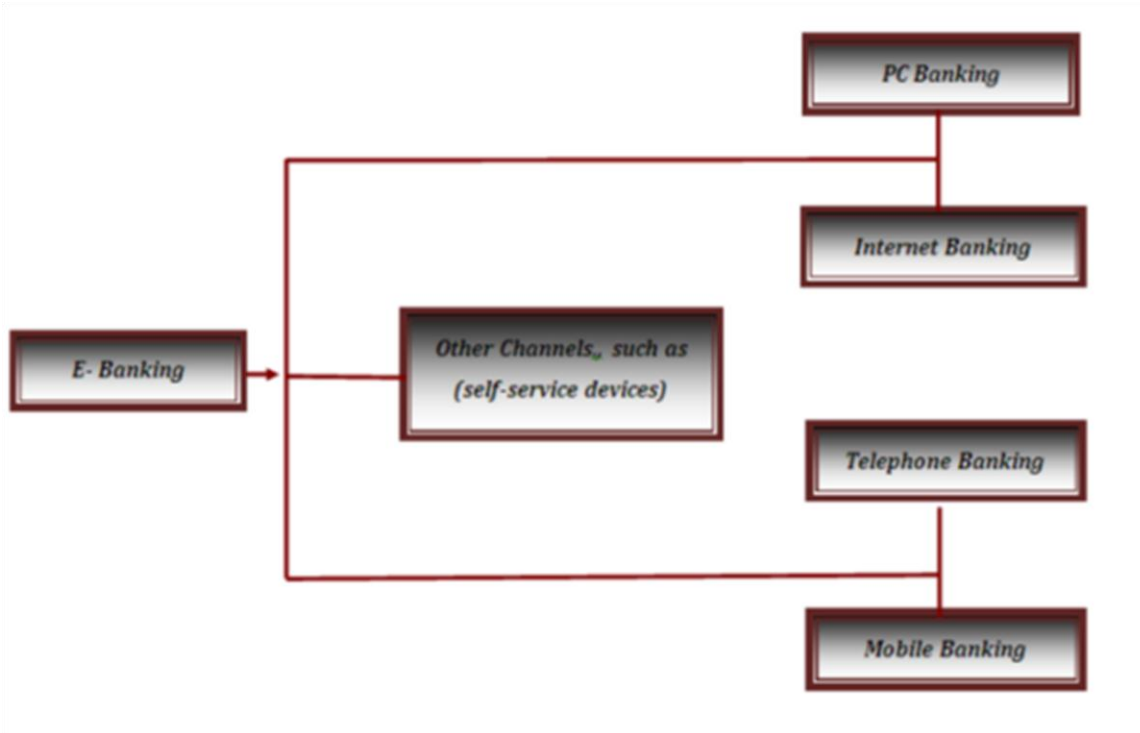 PC Banking
Internet Banking
Other Channels,, such as
(self-service devices)
E- Banking
Telephone Banking
Mobile Banking